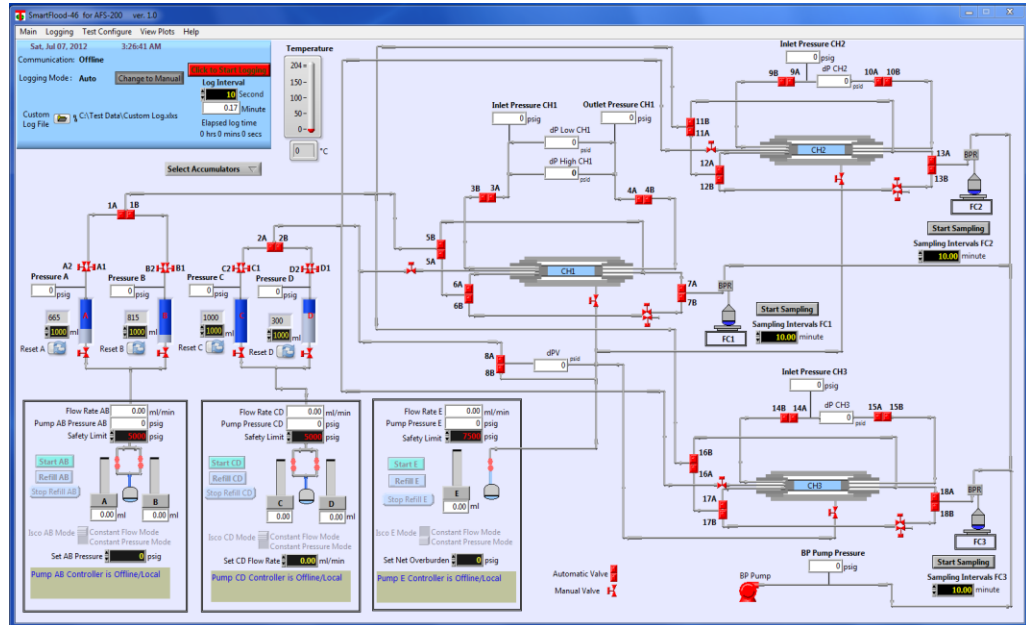 SmartFlood-46 for AFS-200 ver. 1.0
Main Logging Test Configure View Plots Help
Sat, Jul 07, 2012 3:26:41 AM
Communication: Offline
Logging Mode: Auto Change to Manual Click to Start Logging
Log Interval
10 Second
0.17 Minute
Custom Log File C:\Test Data\Custom Log.xlsx
Elapsed log time
0 hrs 0 mins 0 secs
Temperature
204
150
100
50
0
0 °C
Select Accumulators
Inlet Pressure CH1 Outlet Pressure CH1
0 psig 0 psig
dP Low CH1
0 psid
dP High CH1
0 psid
3B 3A 4A 4B
5B
5A
6A
6B
CH1
7A
7B
BPR
FC1
Start Sampling
Sampling Intervals FC1
10.00 minute
Inlet Pressure CH2
0 psig
9B 9A dP CH2 10A 10B
0 psid
11B
11A
12A
12B
CH2
13A
13B
BPR
FC2
Start Sampling
Sampling Intervals FC2
10.00 minute
1A 1B
2A 2B
A2 A1 B2 B1 C2 C1 D2 D1
Pressure A Pressure B Pressure C Pressure D
0 psig 0 psig 0 psig 0 psig
A B C D
665 815 1000 300
1000 ml 1000 ml 1000 ml 1000 ml
Reset A Reset B Reset C Reset D
8A
8B
dPV
0 psid
Inlet Pressure CH3
0 psig
14B 14A dP CH3 15A 15B
0 psid
16B
16A
17A
17B
CH3
18A
18B
BPR
FC3
Start Sampling
Sampling Intervals FC3
10.00 minute
Flow Rate AB 0.00 ml/min
Pump AB Pressure 0 psig
Safety Limit 5000 psig
Start AB
Refill AB
Stop Refill AB
A B
0.00 ml 0.00 ml
Isco AB Mode Constant Flow Mode
Constant Pressure Mode
Set AB Pressure 0 psig
Pump AB Controller is Offline/Local
Flow Rate CD 0.00 ml/min
Pump CD Pressure 0 psig
Safety Limit 5000 psig
Start CD
Refill CD
Stop Refill CD
C D
0.00 ml 0.00 ml
Isco CD Mode Constant Flow Mode
Constant Pressure Mode
Set CD Flow Rate 0.00 ml/min
Pump CD Controller is Offline/Local
Flow Rate E 0.00 ml/min
Pump Pressure E 0 psig
Safety Limit 7500 psig
Start E
Refill E
Stop Refill E
E
0.00 ml
Isco E Mode Constant Flow Mode
Constant Pressure Mode
Set Net Overburden 0 psig
Pump E Controller is Offline/Local
Automatic Valve
Manual Valve
BP Pump Pressure
0 psig
BP Pump